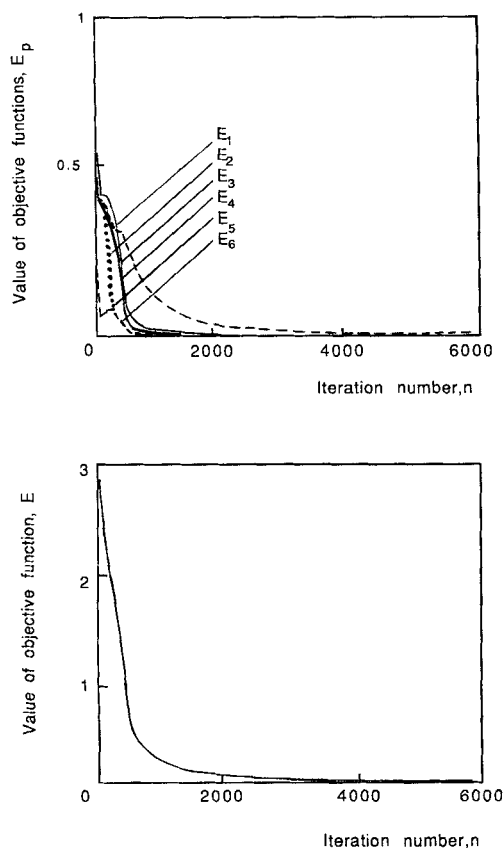 1
Value of objective functions, Ep
0.5
E1
E2
E3
E4
E5
E6
0
2000
4000
6000
Iteration number,n
3
Value of objective function, E
2
1
0
2000
4000
6000
Iteration number,n